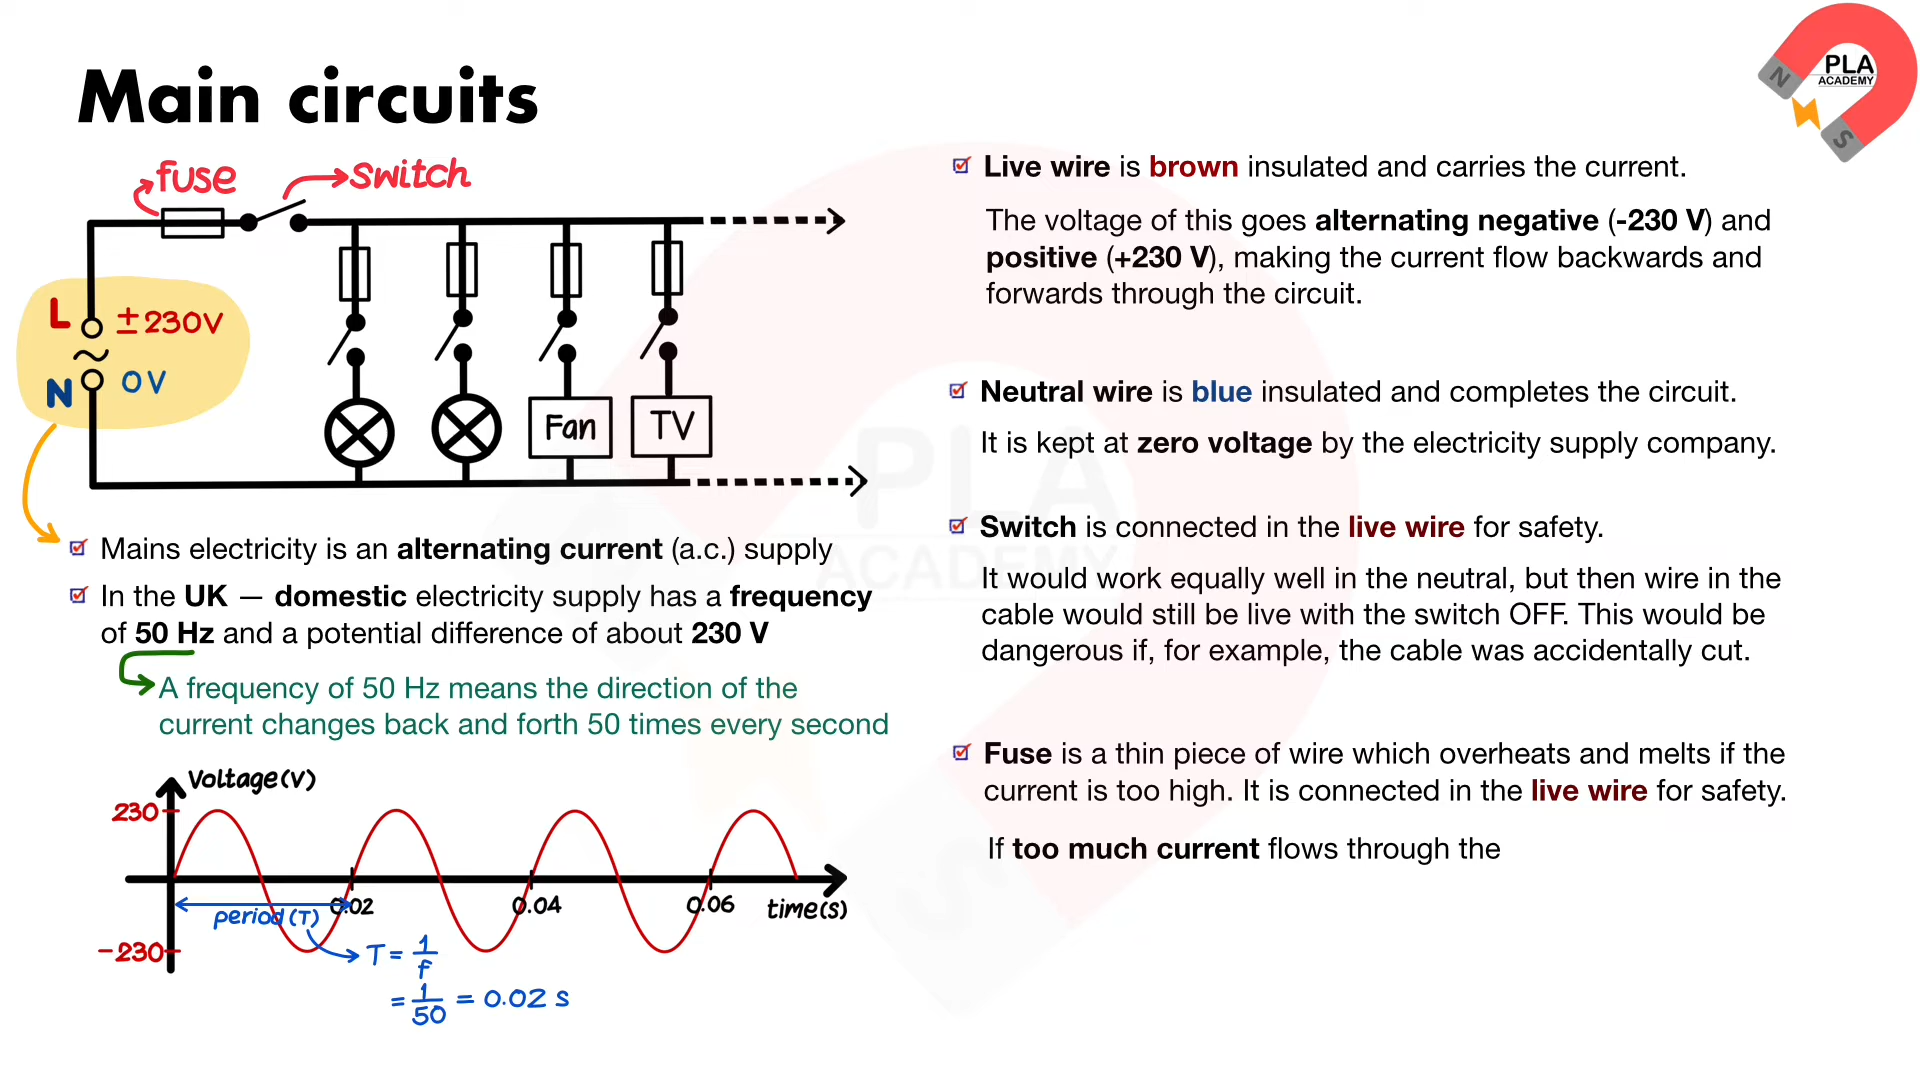 Main circuits
PLA
ACADEMY
N
S
fuse
switch
L
±230V
N
0V
Fan
TV
Mains electricity is an alternating current (a.c.) supply
In the UK — domestic electricity supply has a frequency
of 50 Hz and a potential difference of about 230 V
A frequency of 50 Hz means the direction of the
current changes back and forth 50 times every second
Voltage(V)
230
-230
0.02
0.04
0.06
time(s)
period(T)
T = 1/f
= 1/50 = 0.02 s
Live wire is brown insulated and carries the current.
The voltage of this goes alternating negative (-230 V) and
positive (+230 V), making the current flow backwards and
forwards through the circuit.
Neutral wire is blue insulated and completes the circuit.
It is kept at zero voltage by the electricity supply company.
Switch is connected in the live wire for safety.
It would work equally well in the neutral, but then wire in the
cable would still be live with the switch OFF. This would be
dangerous if, for example, the cable was accidentally cut.
Fuse is a thin piece of wire which overheats and melts if the
current is too high. It is connected in the live wire for safety.
If too much current flows through the
PLA
ACADEMY
S